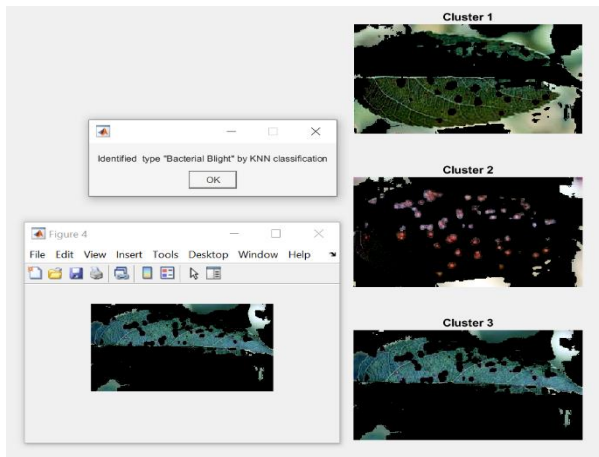 Cluster 1
Identified type "Bacterial Blight" by KNN classification
OK
Cluster 2
Figure 4
File Edit View Insert Tools Desktop Window Help
Cluster 3